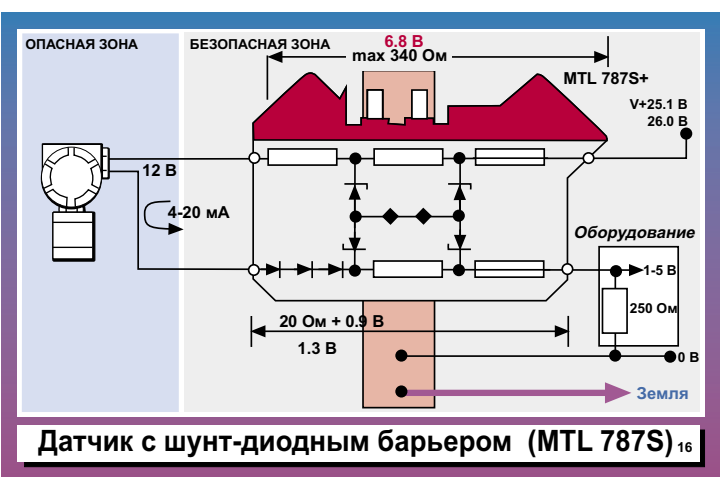 ОПАСНАЯ ЗОНА
БЕЗОПАСНАЯ ЗОНА
6.8 В
max 340 Ом
MTL 787S+
V+25.1 В
26.0 В
12 В
4-20 мА
Оборудование
1-5 В
250 Ом
20 Ом + 0.9 В
1.3 В
0 В
Земля
Датчик с шунт-диодным барьером (MTL 787S) 16